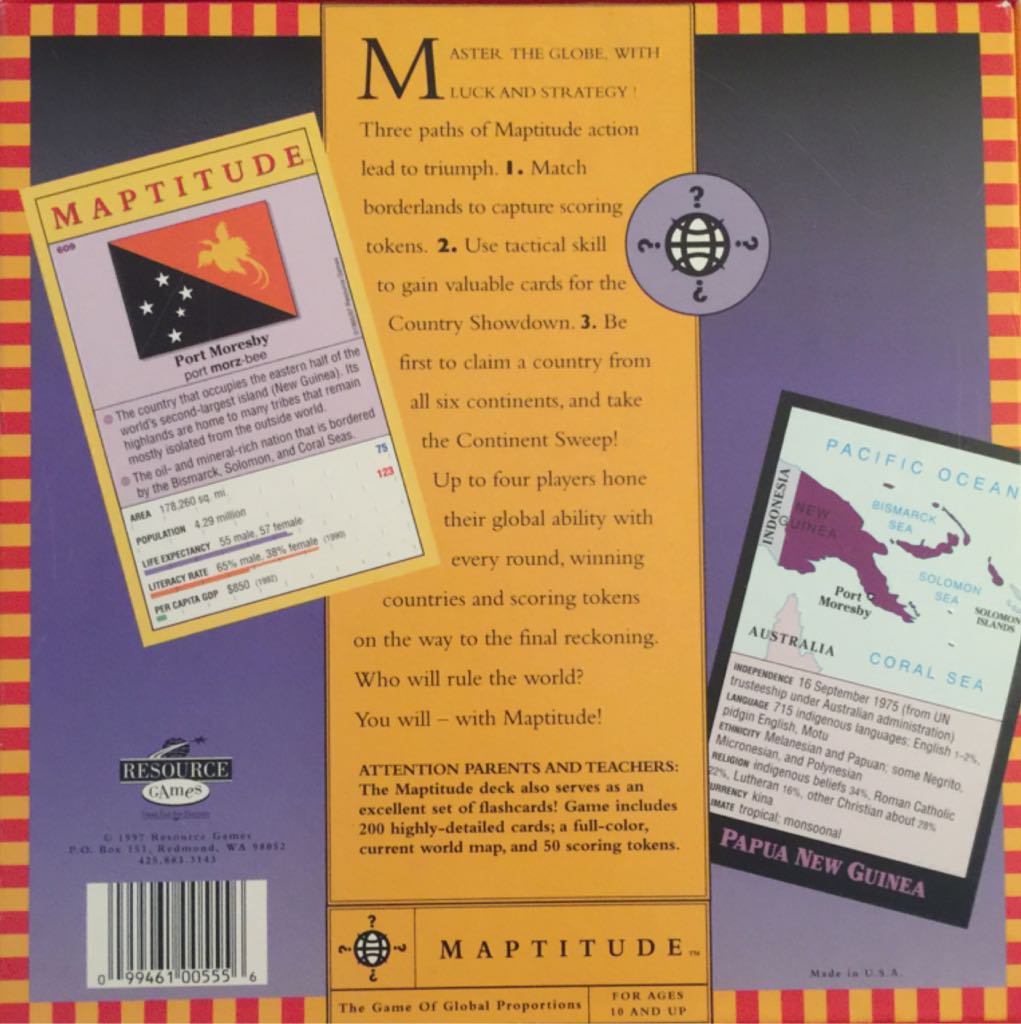 MASTER THE GLOBE, WITH
LUCK AND STRATEGY!
Three paths of Maptitude action
lead to triumph. 1. Match
borderlands to capture scoring
tokens. 2. Use tactical skill
to gain valuable cards for the
Country Showdown. 3. Be
first to claim a country from
all six continents, and take
the Continent Sweep!
Up to four players hone
their global ability with
every round, winning
countries and scoring tokens
on the way to the final reckoning.
Who will rule the world?
You will – with Maptitude!
ATTENTION PARENTS AND TEACHERS:
The Maptitude deck also serves as an
excellent set of flashcards! Game includes
200 highly-detailed cards; a full-color,
current world map, and 50 scoring tokens.
MAPTITUDE
609
Port Moresby
port morz-bee
● The country that occupies the eastern half of the
world's second-largest island (New Guinea). Its
highlands are home to many tribes that remain
mostly isolated from the outside world.
● The oil- and mineral-rich nation that is bordered
by the Bismarck, Solomon, and Coral Seas.
75
123
AREA 178,260 sq. mi.
POPULATION 4.29 million
LIFE EXPECTANCY 55 male, 57 female
LITERACY RATE 65% male, 38% female (1990)
PER CAPITA GDP $850 (1992)
? ? ? ?
PACIFIC OCEAN
INDONESIA
NEW
GUINEA
BISMARCK
SEA
SOLOMON
SEA
SOLOMON
ISLANDS
Port
Moresby
AUSTRALIA
CORAL SEA
INDEPENDENCE 16 September 1975 (from UN
trusteeship under Australian administration)
LANGUAGE 715 indigenous languages; English 1-2%,
pidgin English, Motu
ETHNICITY Melanesian and Papuan; some Negrito,
Micronesian, and Polynesian
RELIGION indigenous beliefs 34%, Roman Catholic
22%, Lutheran 16%, other Christian about 28%
URRENCY kina
IMATE tropical; monsoonal
PAPUA NEW GUINEA
RESOURCE
GAMES
© 1997 Resource Games
P.O. Box 151, Redmond, WA 98052
425.883.3143
0 99461 00555 6
? ? ? ?
MAPTITUDE™
The Game Of Global Proportions
FOR AGES
10 AND UP
Made in U.S.A.